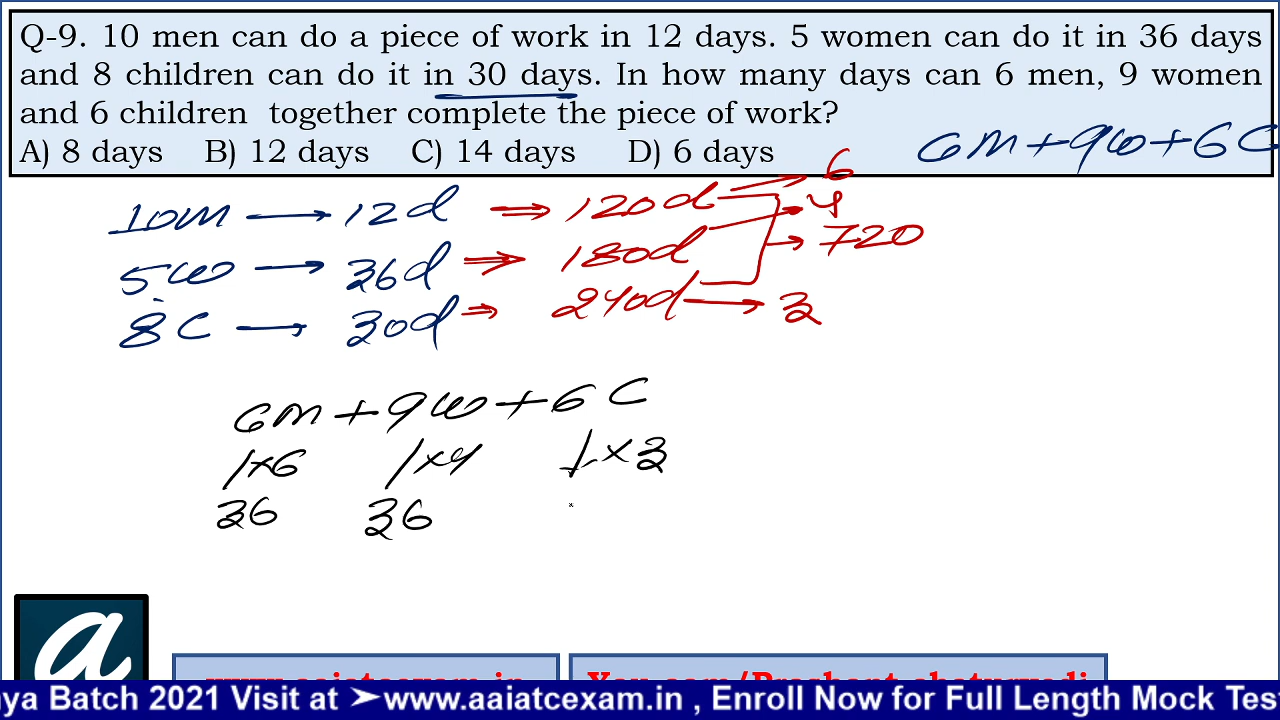 Q-9. 10 men can do a piece of work in 12 days. 5 women can do it in 36 days
and 8 children can do it in 30 days. In how many days can 6 men, 9 women
and 6 children together complete the piece of work?
A) 8 days B) 12 days C) 14 days D) 6 days
6M+9W+6C
10M → 12d ⇒ 120d → 6
5W → 36d ⇒ 180d → 4
→ 720
8C → 30d ⇒ 240d → 3
6M+9W+6C
1×6 1×4 1×3
36 36
a
nya Batch 2021 Visit at ➤www.aaiatcexam.in , Enroll Now for Full Length Mock Tes